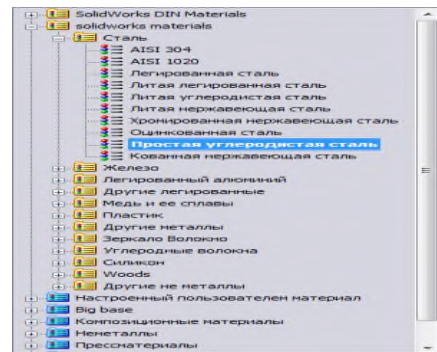 SolidWorks DIN Materials
solidworks materials
Сталь
AISI 304
AISI 1020
Легированная сталь
Литая легированная сталь
Литая углеродистая сталь
Литая нержавеющая сталь
Хромированная нержавеющая сталь
Оцинкованная сталь
Простая углеродистая сталь
Кованная нержавеющая сталь
Железо
Легированный алюминий
Другие легированные
Медь и ее сплавы
Пластик
Другие металлы
Зеркало Волокно
Углеродные волокна
Силикон
Woods
Другие не металлы
Настроенный пользователем материал
Big base
Композиционные материалы
Неметаллы
Прессматериалы